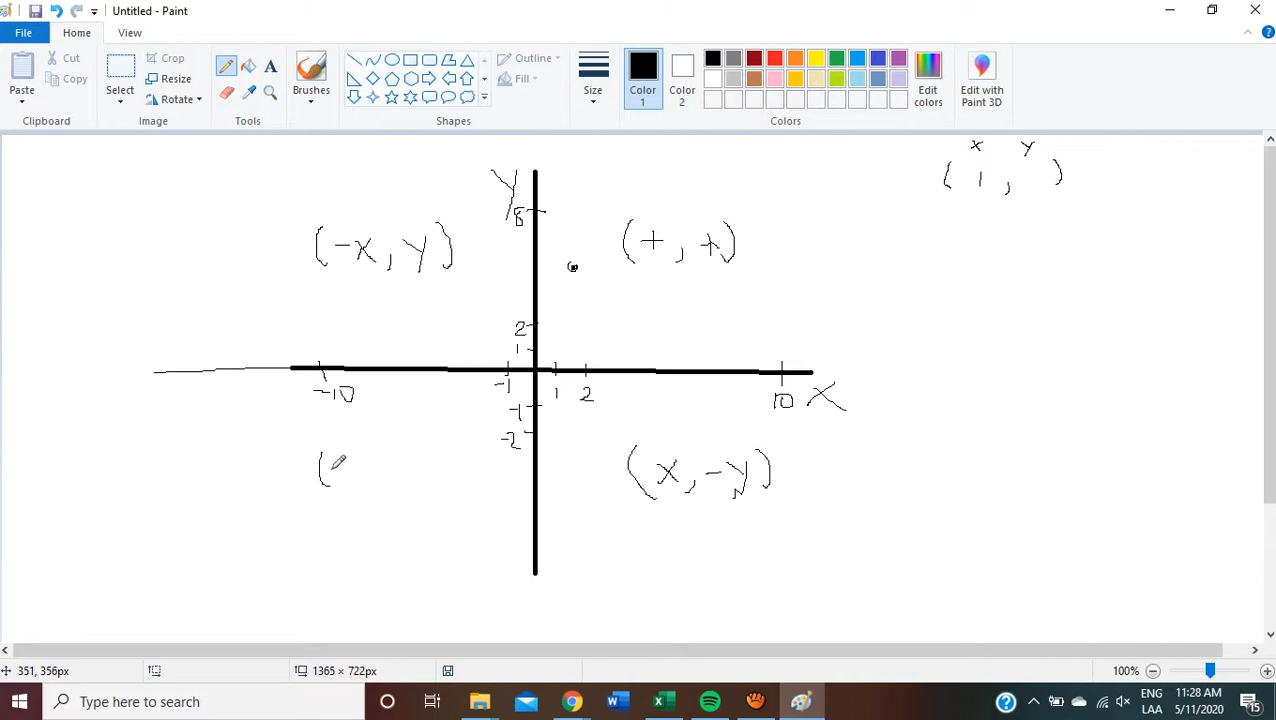 Untitled - Paint
File Home View
Paste
Cut
Copy
Clipboard
Select
Crop
Resize
Rotate
Image
A
Tools
Brushes
Outline
Fill
Shapes
Size
Color 1
Color 2
Edit colors
Colors
Edit with Paint 3D
x y
(1, )
Y
(-x, y)
(+, +)
2
1
-10 -1 1 2 10 X
-1
-2
(
(x, -y)
351, 356px
1365 × 722px
100%
Type here to search
ENG
LAA
11:28 AM
5/11/2020
15